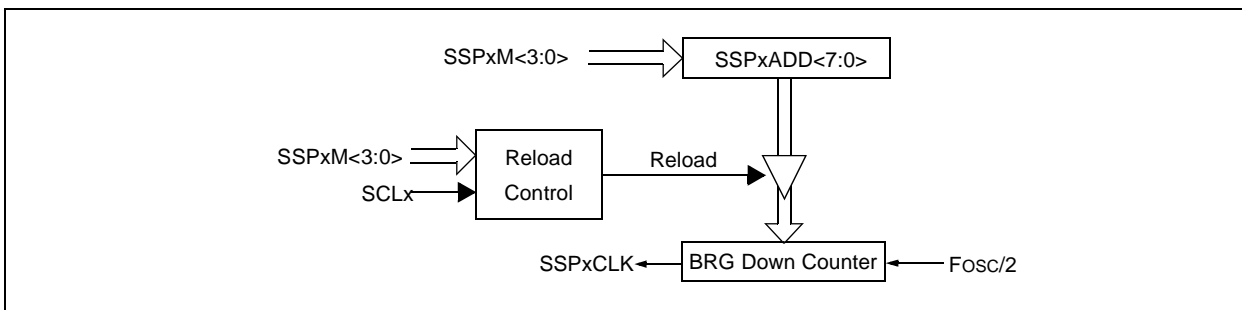 SSPxM<3:0>
SSPxADD<7:0>
SSPxM<3:0>
SCLx
Reload
Control
Reload
SSPxCLK
BRG Down Counter
FOSC/2